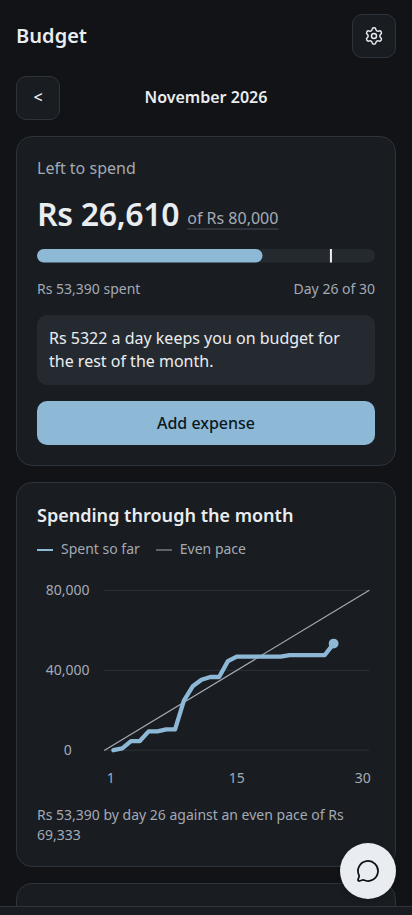 Budget
<
November 2026
Left to spend
Rs 26,610 of Rs 80,000
Rs 53,390 spent
Day 26 of 30
Rs 5322 a day keeps you on budget for
the rest of the month.
Add expense
Spending through the month
Spent so far
Even pace
80,000
40,000
0
1
15
30
Rs 53,390 by day 26 against an even pace of Rs
69,333